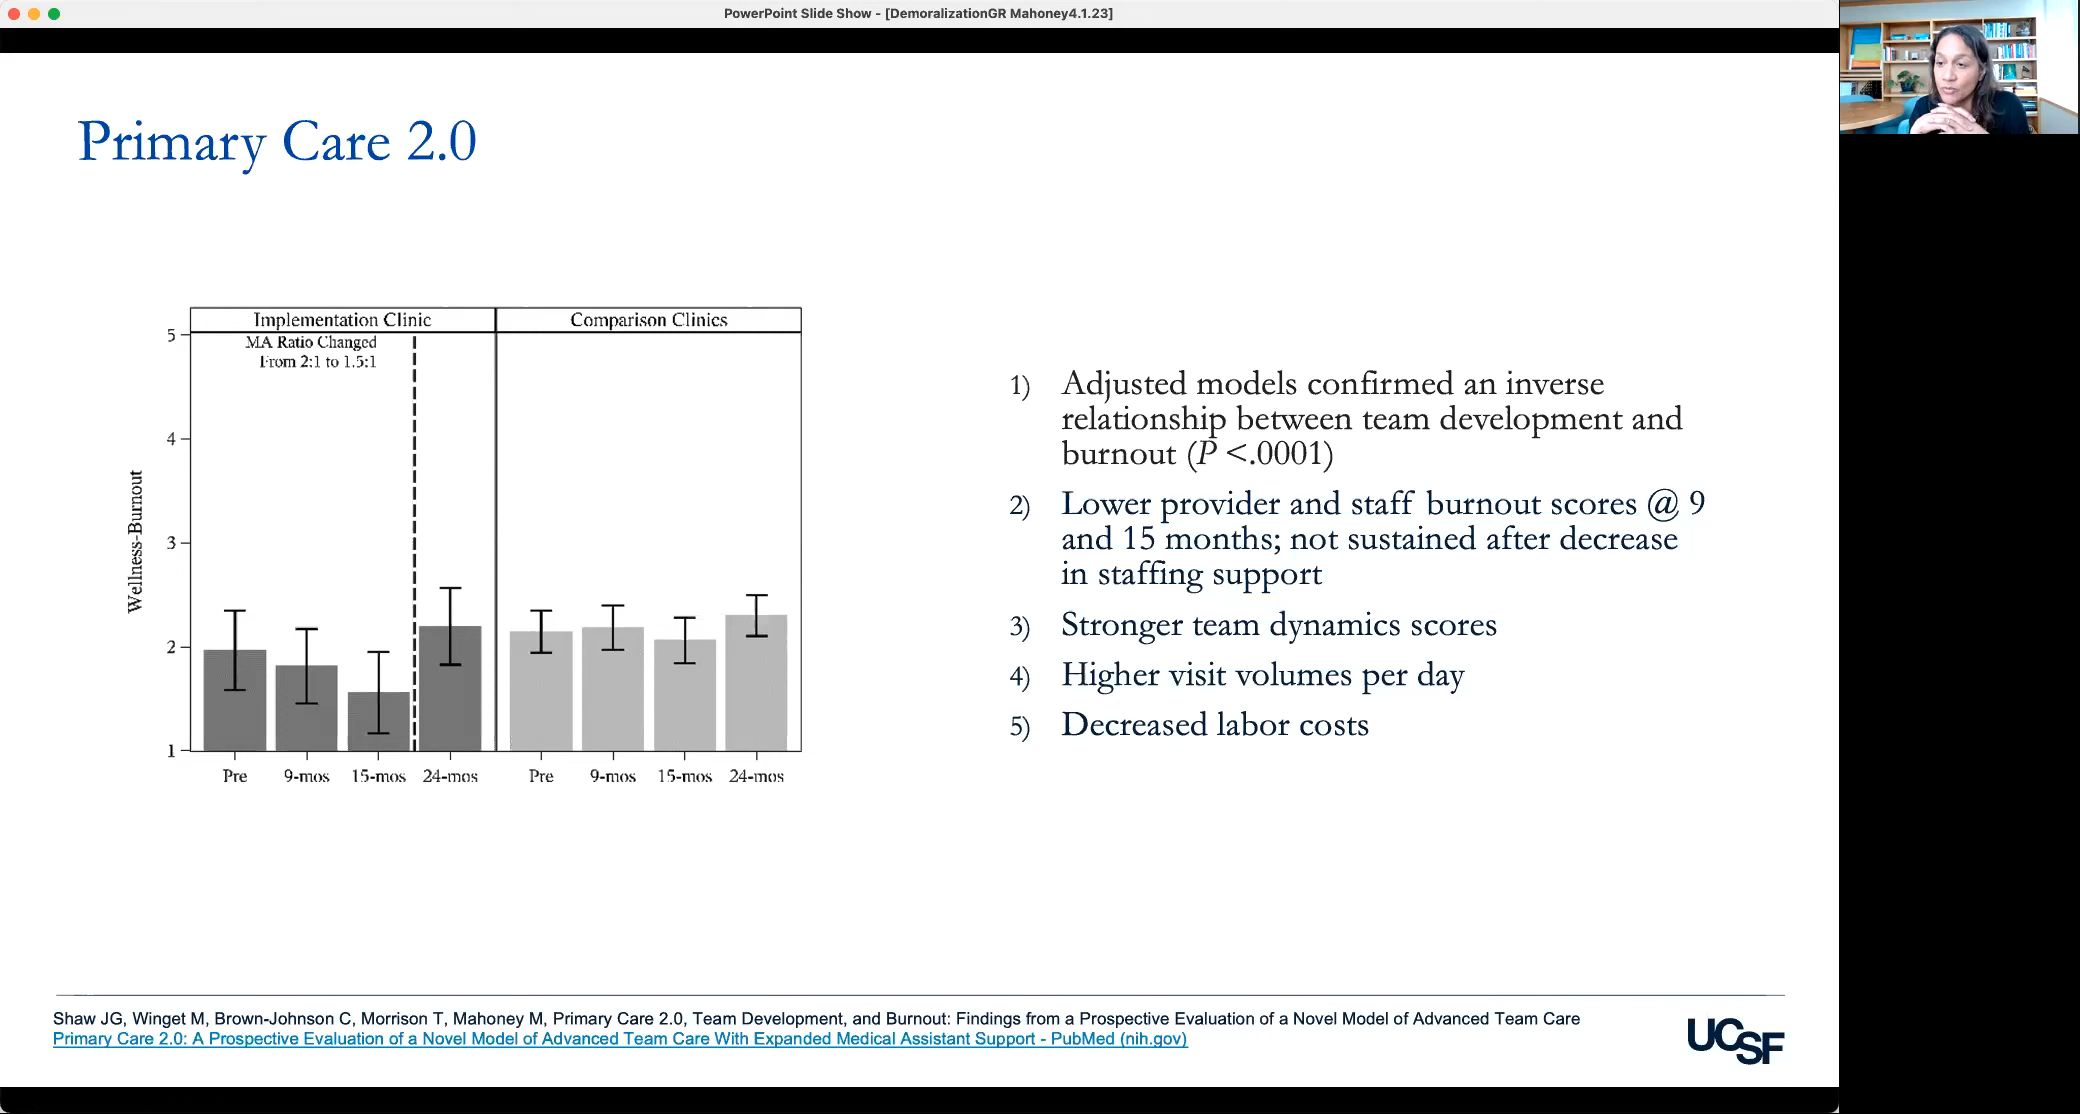 PowerPoint Slide Show - [DemoralizationGR Mahoney4.1.23]
Primary Care 2.0
Implementation Clinic
Comparison Clinics
MA Ratio Changed
From 2:1 to 1.5:1
5
4
3
2
1
Wellness-Burnout
Pre 9-mos 15-mos 24-mos
Pre 9-mos 15-mos 24-mos
1) Adjusted models confirmed an inverse
relationship between team development and
burnout (P <.0001)
2) Lower provider and staff burnout scores @ 9
and 15 months; not sustained after decrease
in staffing support
3) Stronger team dynamics scores
4) Higher visit volumes per day
5) Decreased labor costs
Shaw JG, Winget M, Brown-Johnson C, Morrison T, Mahoney M, Primary Care 2.0, Team Development, and Burnout: Findings from a Prospective Evaluation of a Novel Model of Advanced Team Care
Primary Care 2.0: A Prospective Evaluation of a Novel Model of Advanced Team Care With Expanded Medical Assistant Support - PubMed (nih.gov)
UCSF